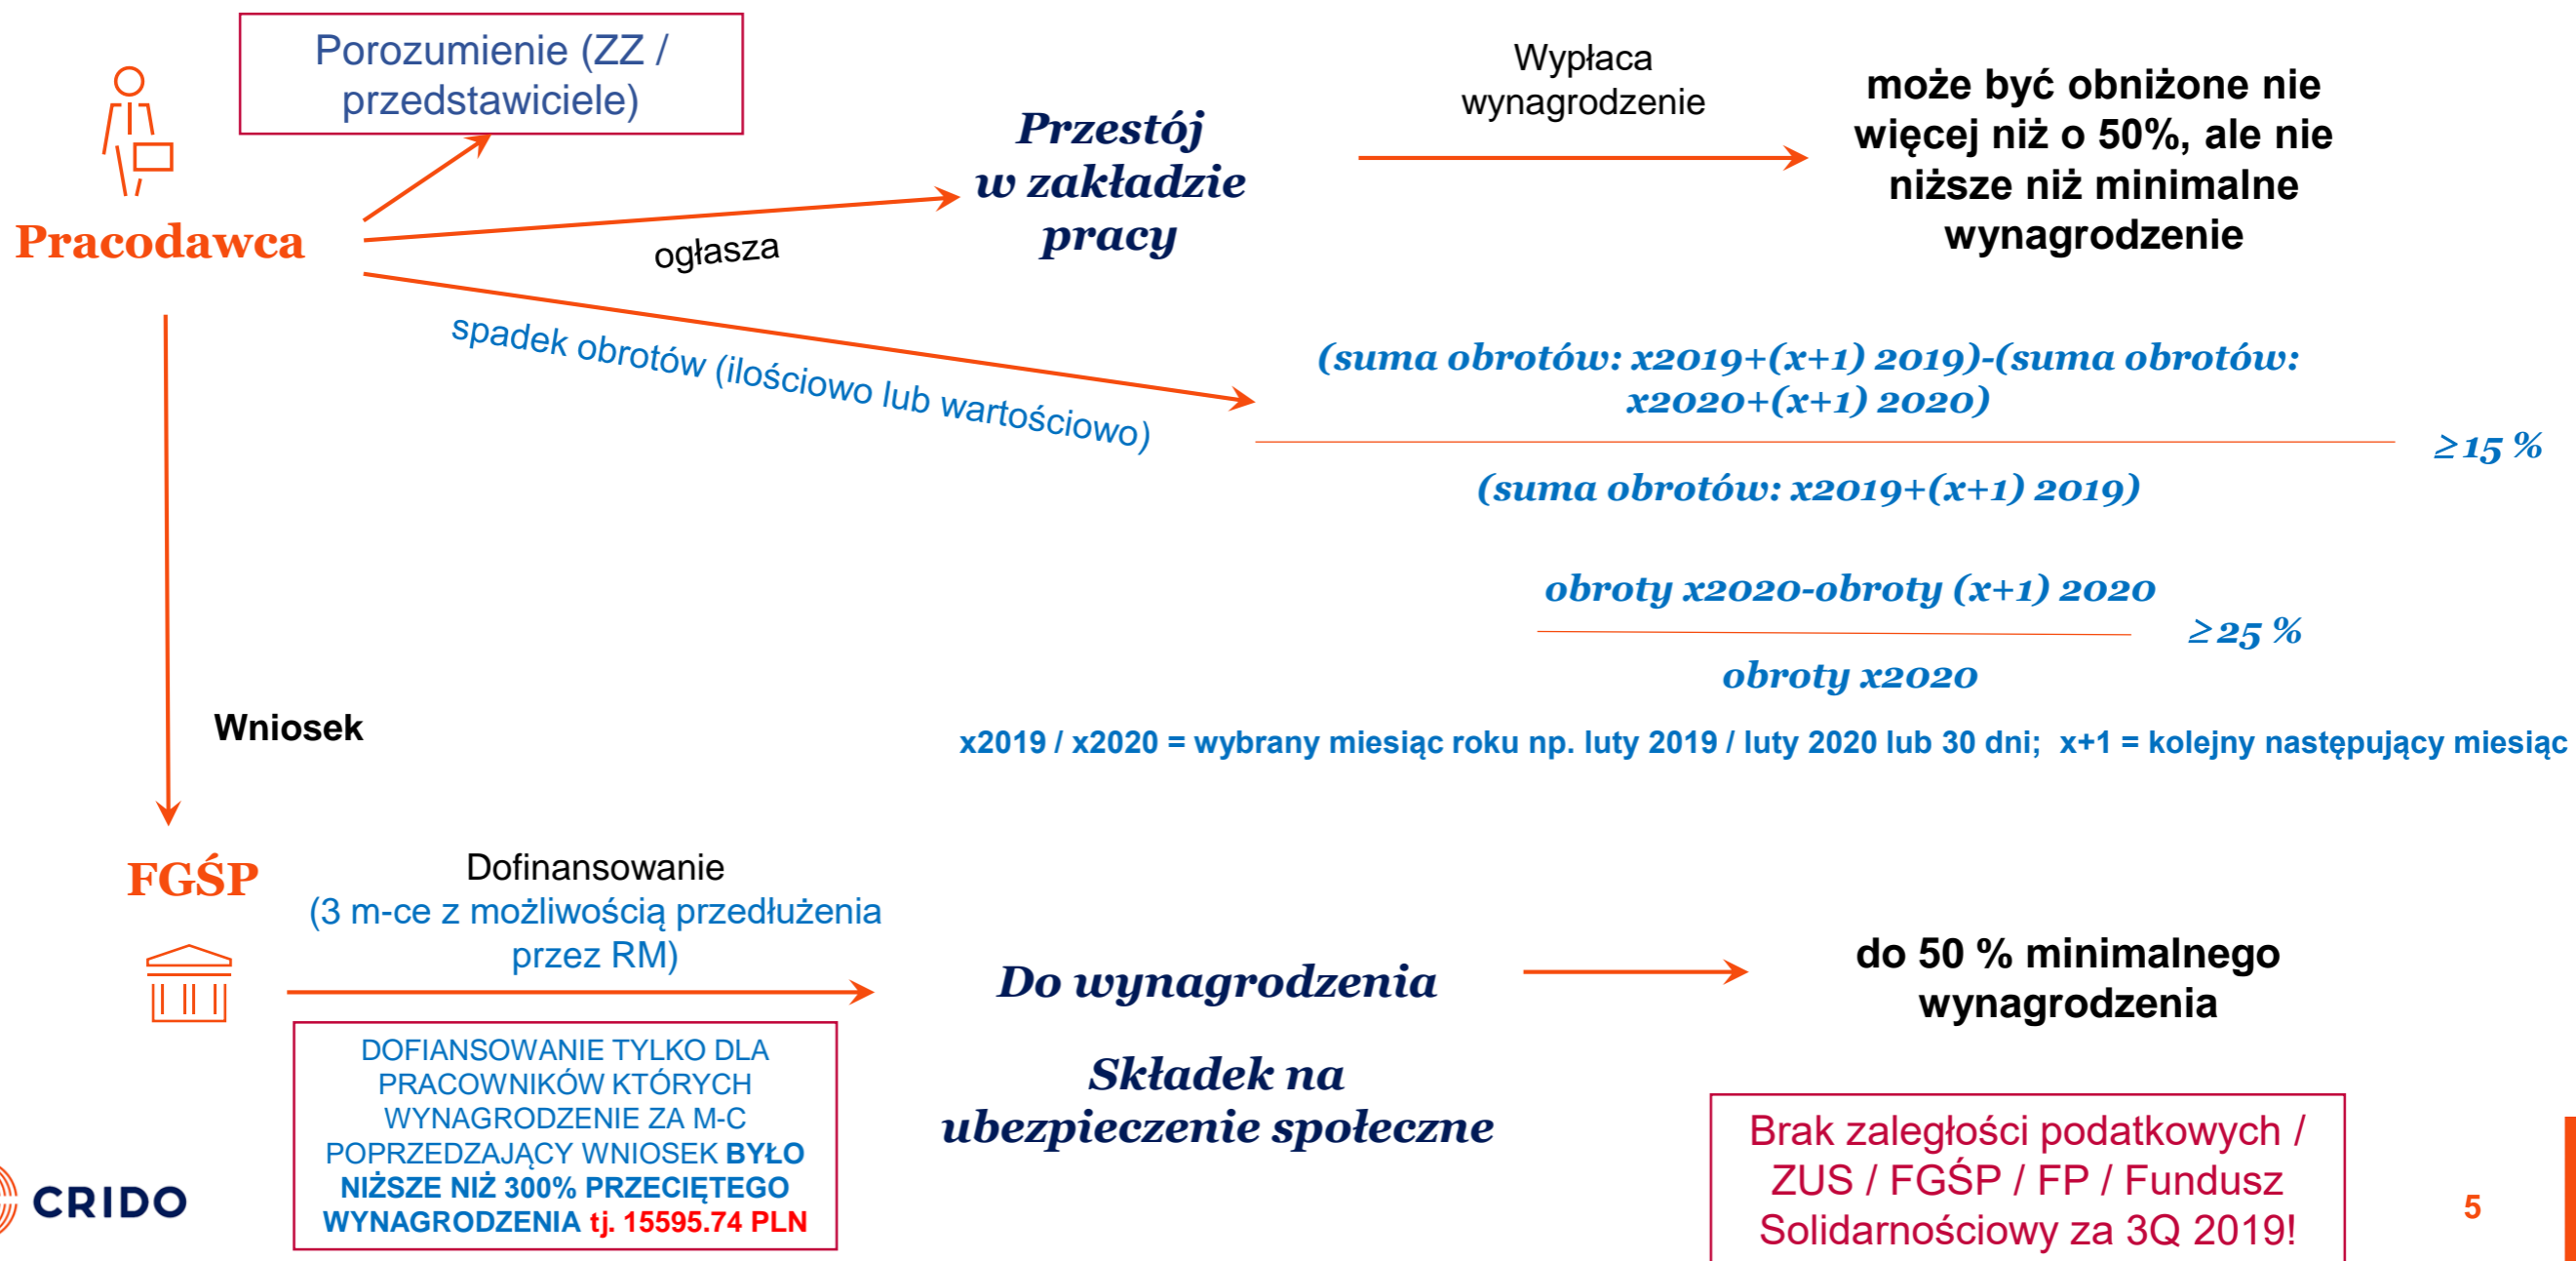 Porozumienie (ZZ /
przedstawiciele)
Pracodawca
ogłasza
Przestój
w zakładzie
pracy
Wypłaca
wynagrodzenie
może być obniżone nie
więcej niż o 50%, ale nie
niższe niż minimalne
wynagrodzenie
spadek obrotów (ilościowo lub wartościowo)
(suma obrotów: x2019+(x+1) 2019)-(suma obrotów:
x2020+(x+1) 2020)
(suma obrotów: x2019+(x+1) 2019)
≥ 15 %
obroty x2020-obroty (x+1) 2020
obroty x2020
≥ 25 %
x2019 / x2020 = wybrany miesiąc roku np. luty 2019 / luty 2020 lub 30 dni; x+1 = kolejny następujący miesiąc
Wniosek
FGŚP
Dofinansowanie
(3 m-ce z możliwością przedłużenia
przez RM)
DOFIANSOWANIE TYLKO DLA
PRACOWNIKÓW KTÓRYCH
WYNAGRODZENIE ZA M-C
POPRZEDZAJĄCY WNIOSEK BYŁO
NIŻSZE NIŻ 300% PRZECIĘTEGO
WYNAGRODZENIA tj. 15595.74 PLN
Do wynagrodzenia
Składek na
ubezpieczenie społeczne
do 50 % minimalnego
wynagrodzenia
Brak zaległości podatkowych /
ZUS / FGŚP / FP / Fundusz
Solidarnościowy za 3Q 2019!
CRIDO
5